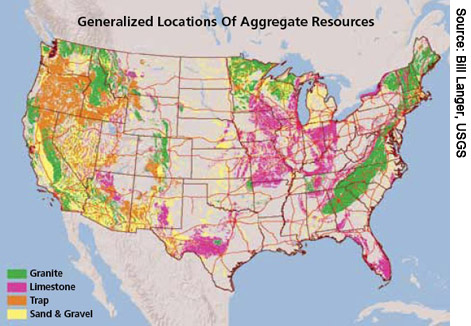 Generalized Locations Of Aggregate Resources
Source: Bill Langer, USGS
Granite
Limestone
Trap
Sand & Gravel